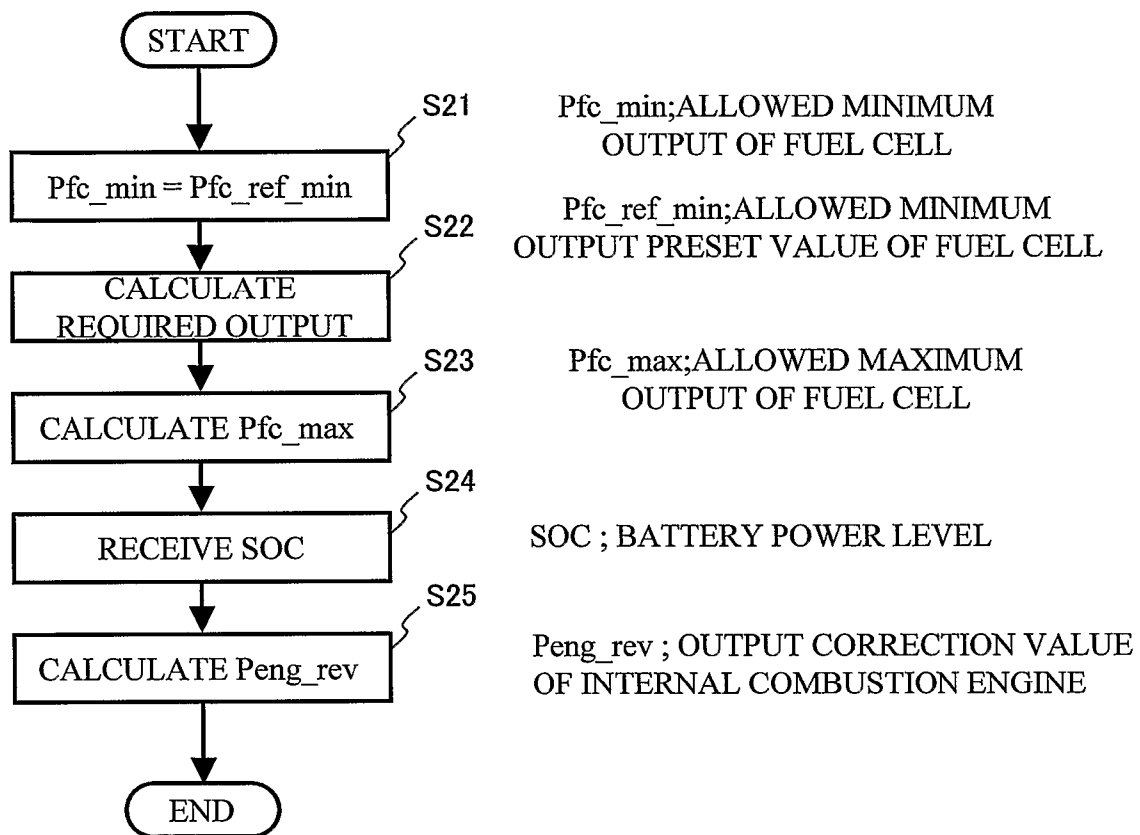 START
S21
Pfc_min;ALLOWED MINIMUM
OUTPUT OF FUEL CELL
Pfc_min = Pfc_ref_min
S22
Pfc_ref_min;ALLOWED MINIMUM
OUTPUT PRESET VALUE OF FUEL CELL
CALCULATE
REQUIRED OUTPUT
S23
Pfc_max;ALLOWED MAXIMUM
OUTPUT OF FUEL CELL
CALCULATE Pfc_max
S24
RECEIVE SOC
SOC ; BATTERY POWER LEVEL
S25
CALCULATE Peng_rev
Peng_rev ; OUTPUT CORRECTION VALUE
OF INTERNAL COMBUSTION ENGINE
END